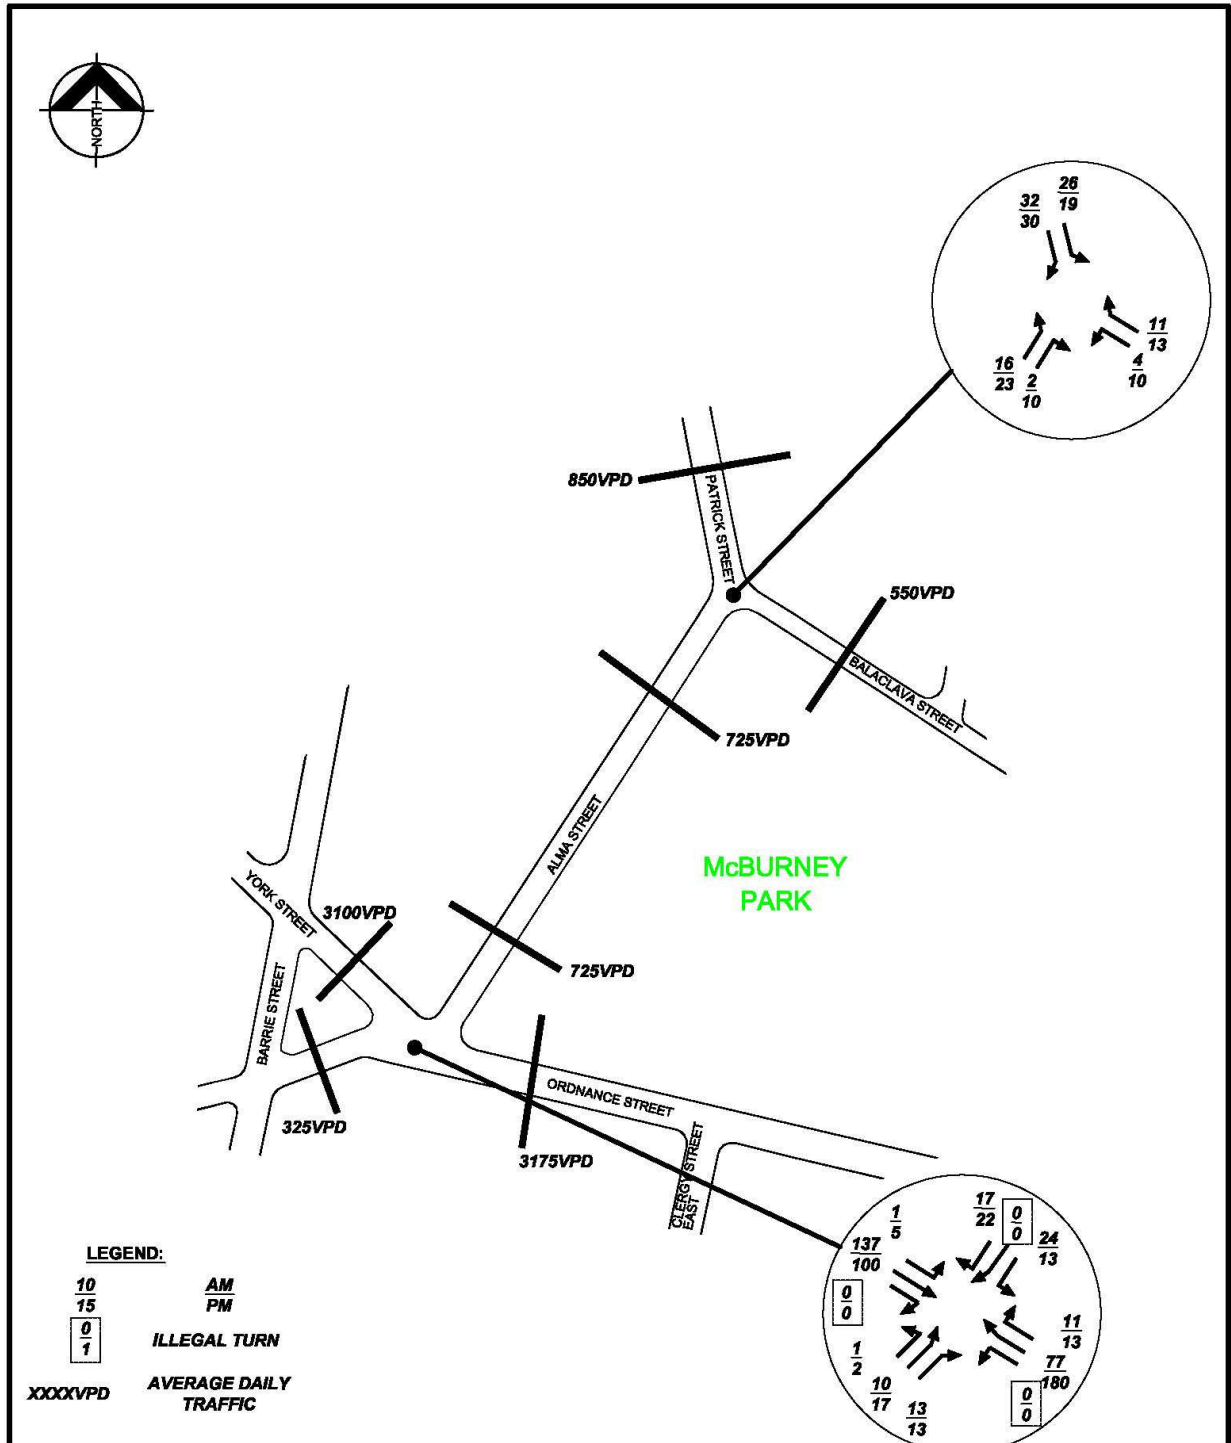 NORTH
26
19
32
30
11
13
4
10
16
23
2
10
850VPD
PATRICK STREET
550VPD
BALACLAVA STREET
725VPD
ALMA STREET
McBURNEY
PARK
YORK STREET
3100VPD
725VPD
BARRIE STREET
ORDNANCE STREET
325VPD
3175VPD
CLERGY STREET
EAST
17
22
0
0
24
13
1
5
137
100
0
0
11
13
77
180
0
0
1
2
10
17
13
13
LEGEND:
10
15
AM
PM
0
1
ILLEGAL TURN
XXXXVPD
AVERAGE DAILY
TRAFFIC